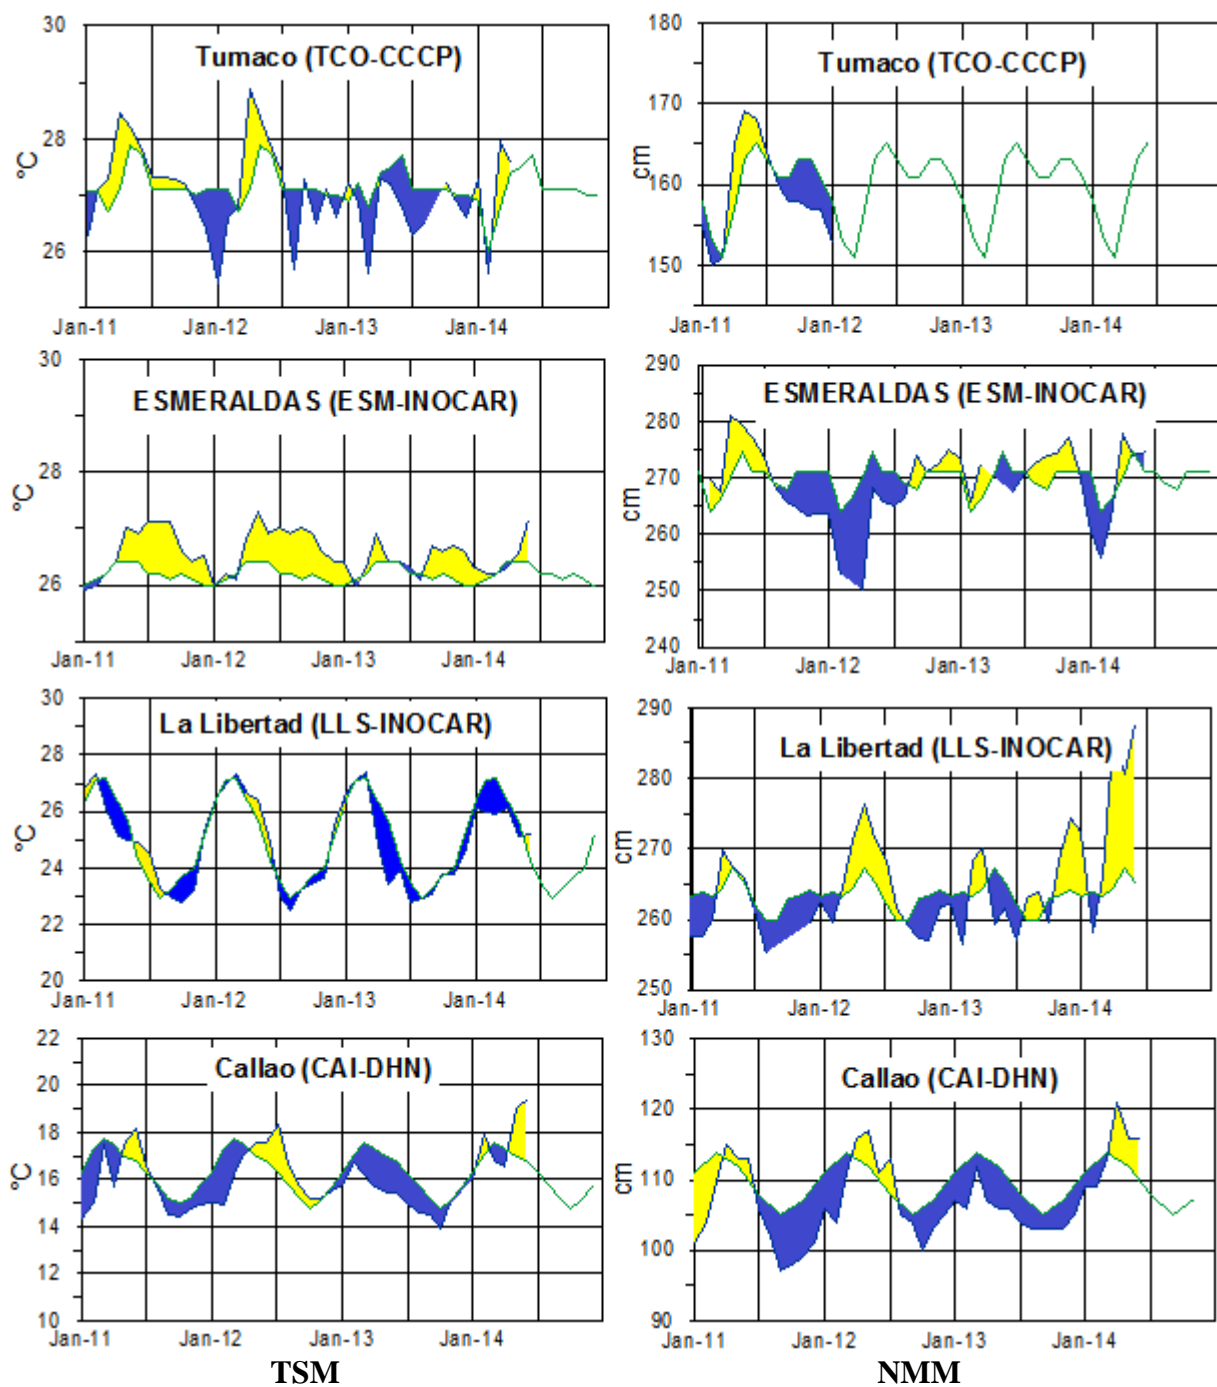 30
Tumaco (TCO-CCCP)
28
°C
26
Jan-11 Jan-12 Jan-13 Jan-14
180
Tumaco (TCO-CCCP)
170
cm
160
150
Jan-11 Jan-12 Jan-13 Jan-14
30
ESMERALDAS (ESM-INOCAR)
28
°C
26
Jan-11 Jan-12 Jan-13 Jan-14
290
ESMERALDAS (ESM-INOCAR)
280
270
cm
260
250
240
Jan-11 Jan-12 Jan-13 Jan-14
30
La Libertad (LLS-INOCAR)
28
26
°C
24
22
20
Jan-11 Jan-12 Jan-13 Jan-14
290
La Libertad (LLS-INOCAR)
280
270
cm
260
250
Jan-11 Jan-12 Jan-13 Jan-14
22
Callao (CAI-DHN)
20
18
16
°C
14
12
10
Jan-11 Jan-12 Jan-13 Jan-14
TSM
130
Callao (CAI-DHN)
120
110
cm
100
90
Jan-11 Jan-12 Jan-13 Jan-14
NMM